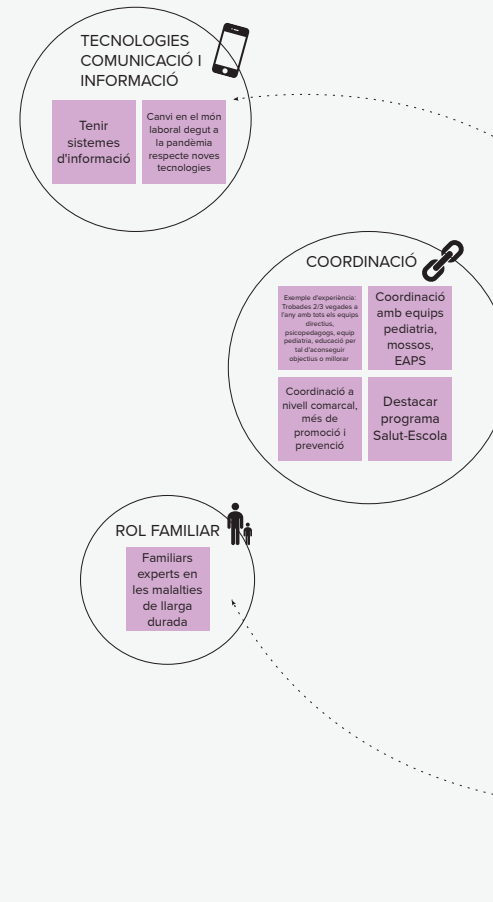 TECNOLOGIES
COMUNICACIÓ I
INFORMACIÓ
Tenir
sistemes
d'informació
Canvi en el món
laboral degut a
la pandèmia
respecte noves
tecnologies
COORDINACIÓ
Exemple d'experiència:
Trobades 2/3 vegades a
l'any amb tots els equips
directius,
psicopedagogs, equip
pediatria, educació per
tal d'aconseguir
objectius o millorar
Coordinació
amb equips
pediatria,
mossos,
EAPS
Coordinació a
nivell comarcal,
més de
promoció i
prevenció
Destacar
programa
Salut-Escola
ROL FAMILIAR
Familiars
experts en
les malalties
de llarga
durada